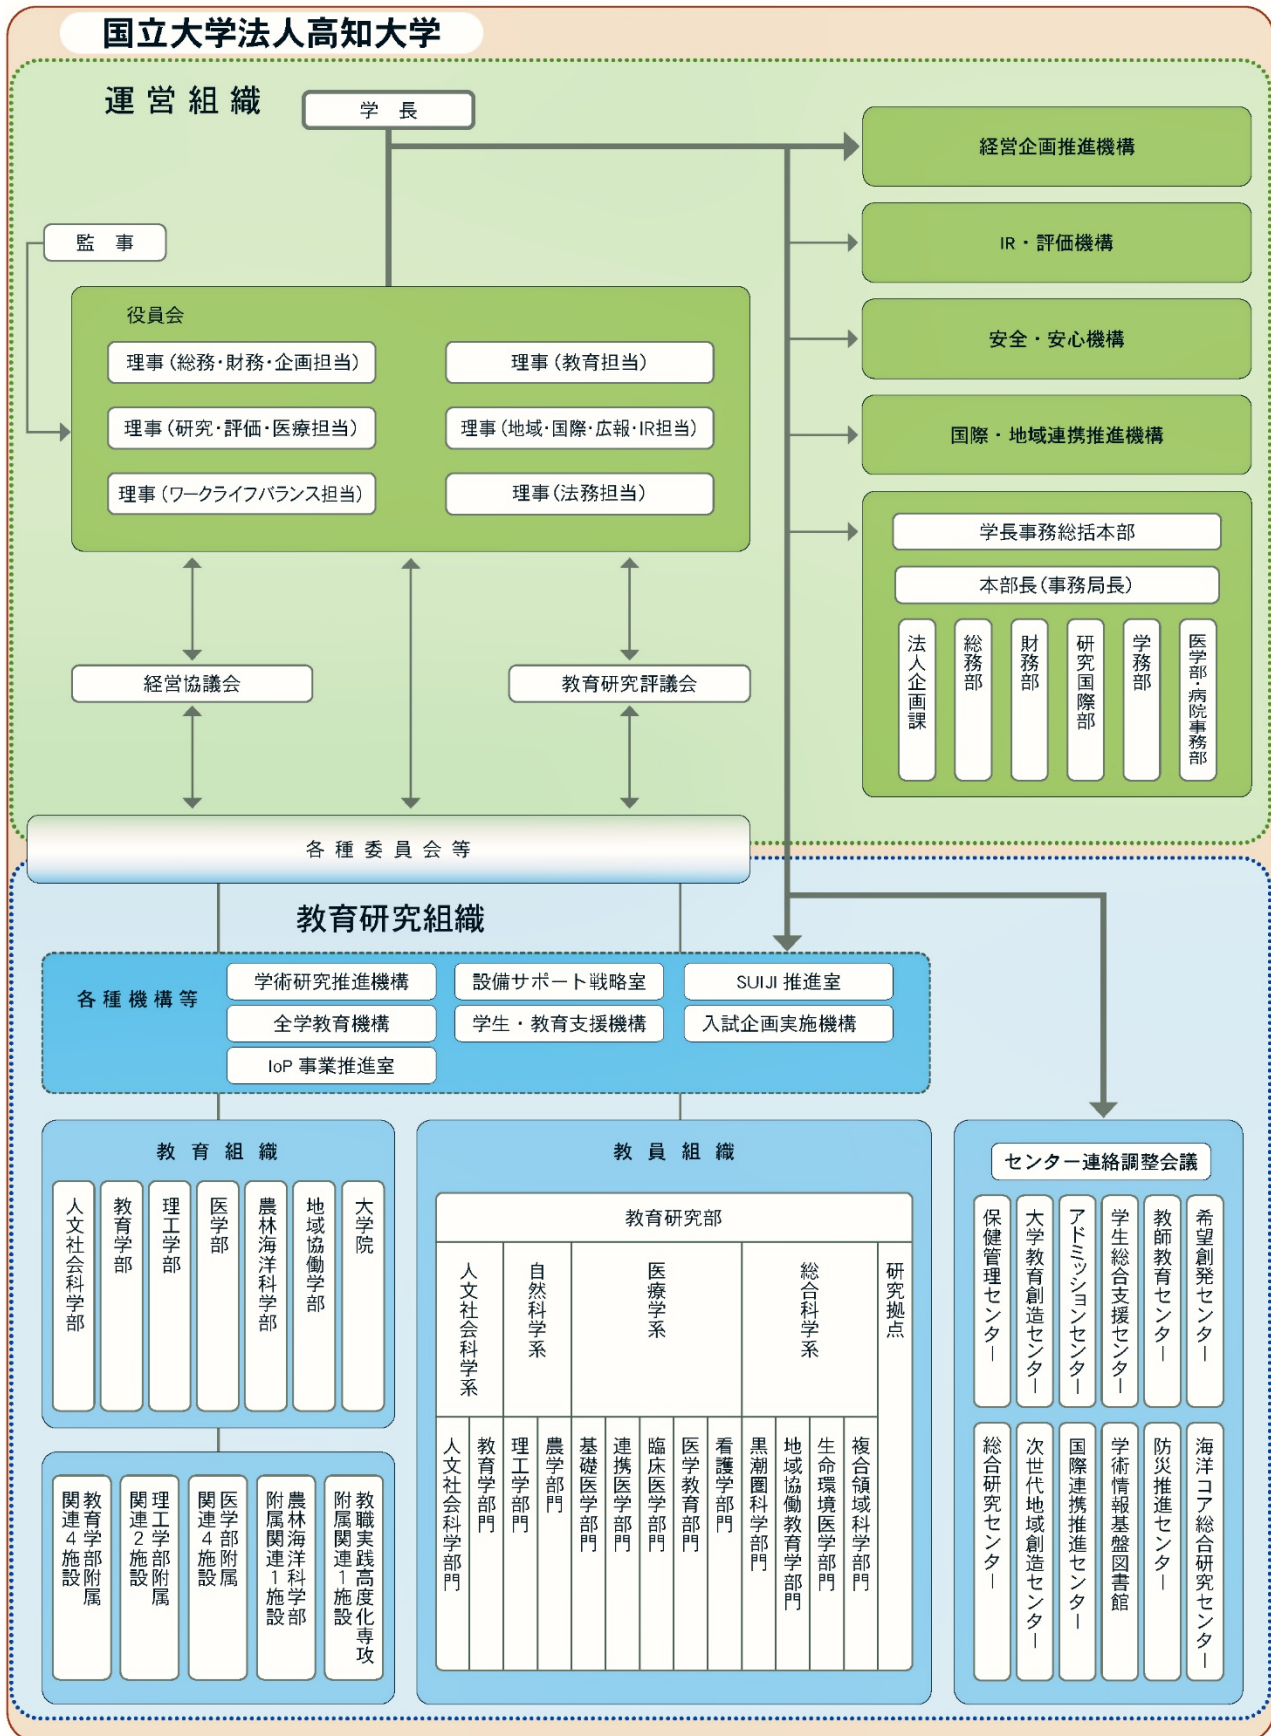 国立大学法人高知大学
運営組織
学長
監事
役員会
理事(総務・財務・企画担当)
理事(教育担当)
理事(研究・評価・医療担当)
理事(地域・国際・広報・IR担当)
理事(ワークライフバランス担当)
理事(法務担当)
経営企画推進機構
IR・評価機構
安全・安心機構
国際・地域連携推進機構
学長事務総括本部
本部長(事務局長)
法人企画課
総務部
財務部
研究国際部
学務部
医学部・病院事務部
経営協議会
教育研究評議会
各種委員会等
教育研究組織
各種機構等
学術研究推進機構
設備サポート戦略室
SUIJI 推進室
全学教育機構
学生・教育支援機構
入試企画実施機構
IoP 事業推進室
教育組織
人文社会科学部
教育学部
理工学部
医学部
農林海洋科学部
地域協働学部
大学院
教育学部附属
関連4施設
理工学部附属
関連2施設
医学部附属
関連4施設
農林海洋科学部
附属関連1施設
教職実践高度化専攻
附属関連1施設
教員組織
教育研究部
人文社会科学系
自然科学系
医療学系
総合科学系
研究拠点
人文社会科学部門
教育学部門
理工学部門
農学部門
基礎医学部門
連携医学部門
臨床医学部門
医学教育部門
看護学部門
黒潮圏科学部門
地域協働教育学部門
生命環境医学部門
複合領域科学部門
センター連絡調整会議
保健管理センター
大学教育創造センター
アドミッションセンター
学生総合支援センター
教師教育センター
希望創発センター
総合研究センター
次世代地域創造センター
国際連携推進センター
学術情報基盤図書館
防災推進センター
海洋コア総合研究センター